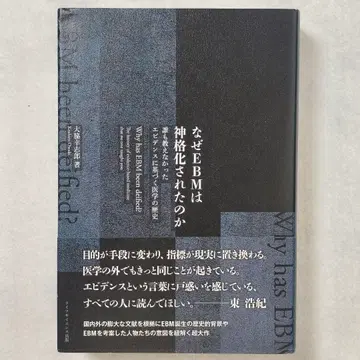 なぜEBMは
神格化されたのか
誰も教えなかった
エビデンスに基づく医学の歴史
Why has EBM been deified?
大脇幸志郎 著
EBM been deified?
Why has EBM
目的が手段に変わり、指標が現実に置き換わる。
医学の外でもきっと同じことが起きている。
エビデンスという言葉に戸惑いを感じている、
すべての人に読んでほしい。———東 浩紀
国内外の膨大な文献を根拠にEBM誕生の歴史的背景や
EBMを考案した人物たちの意図を紐解く超大作